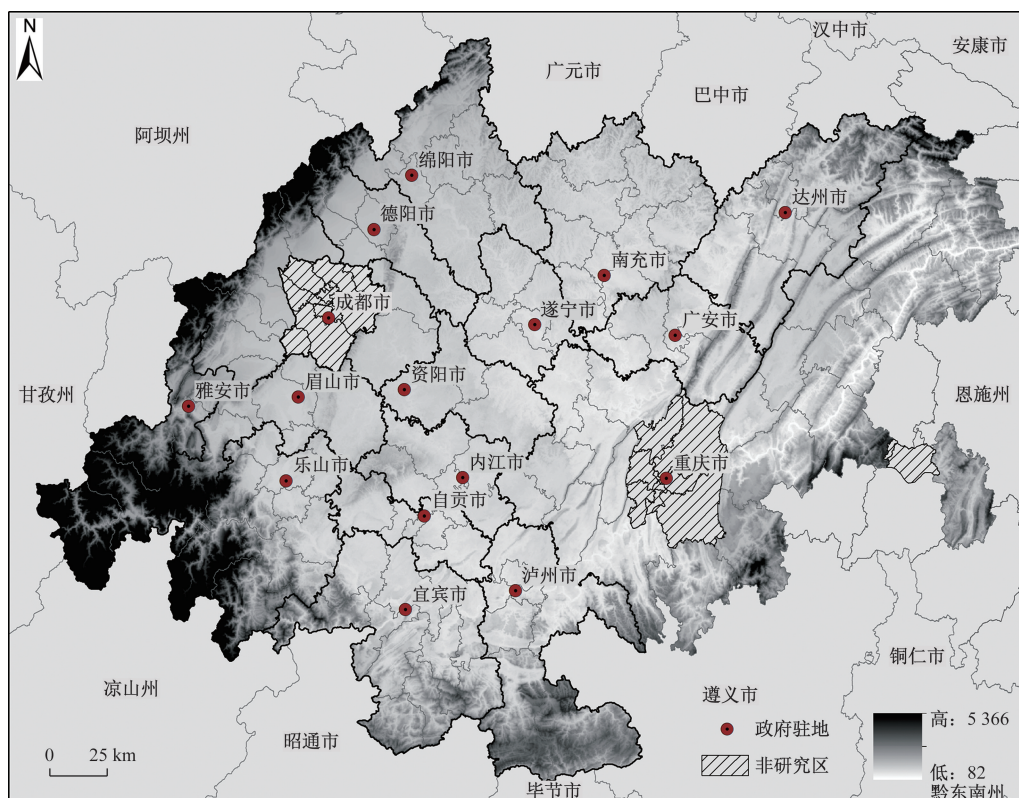 N
汉中市
安康市
广元市
巴中市
阿坝州
绵阳市
达州市
德阳市
南充市
成都市
遂宁市
广安市
资阳市
眉山市
雅安市
甘孜州
恩施州
乐山市
内江市
重庆市
自贡市
泸州市
宜宾市
铜仁市
凉山州
遵义市
昭通市
政府驻地
高：5 366
0 25 km
非研究区
低：82
毕节市
黔东南州